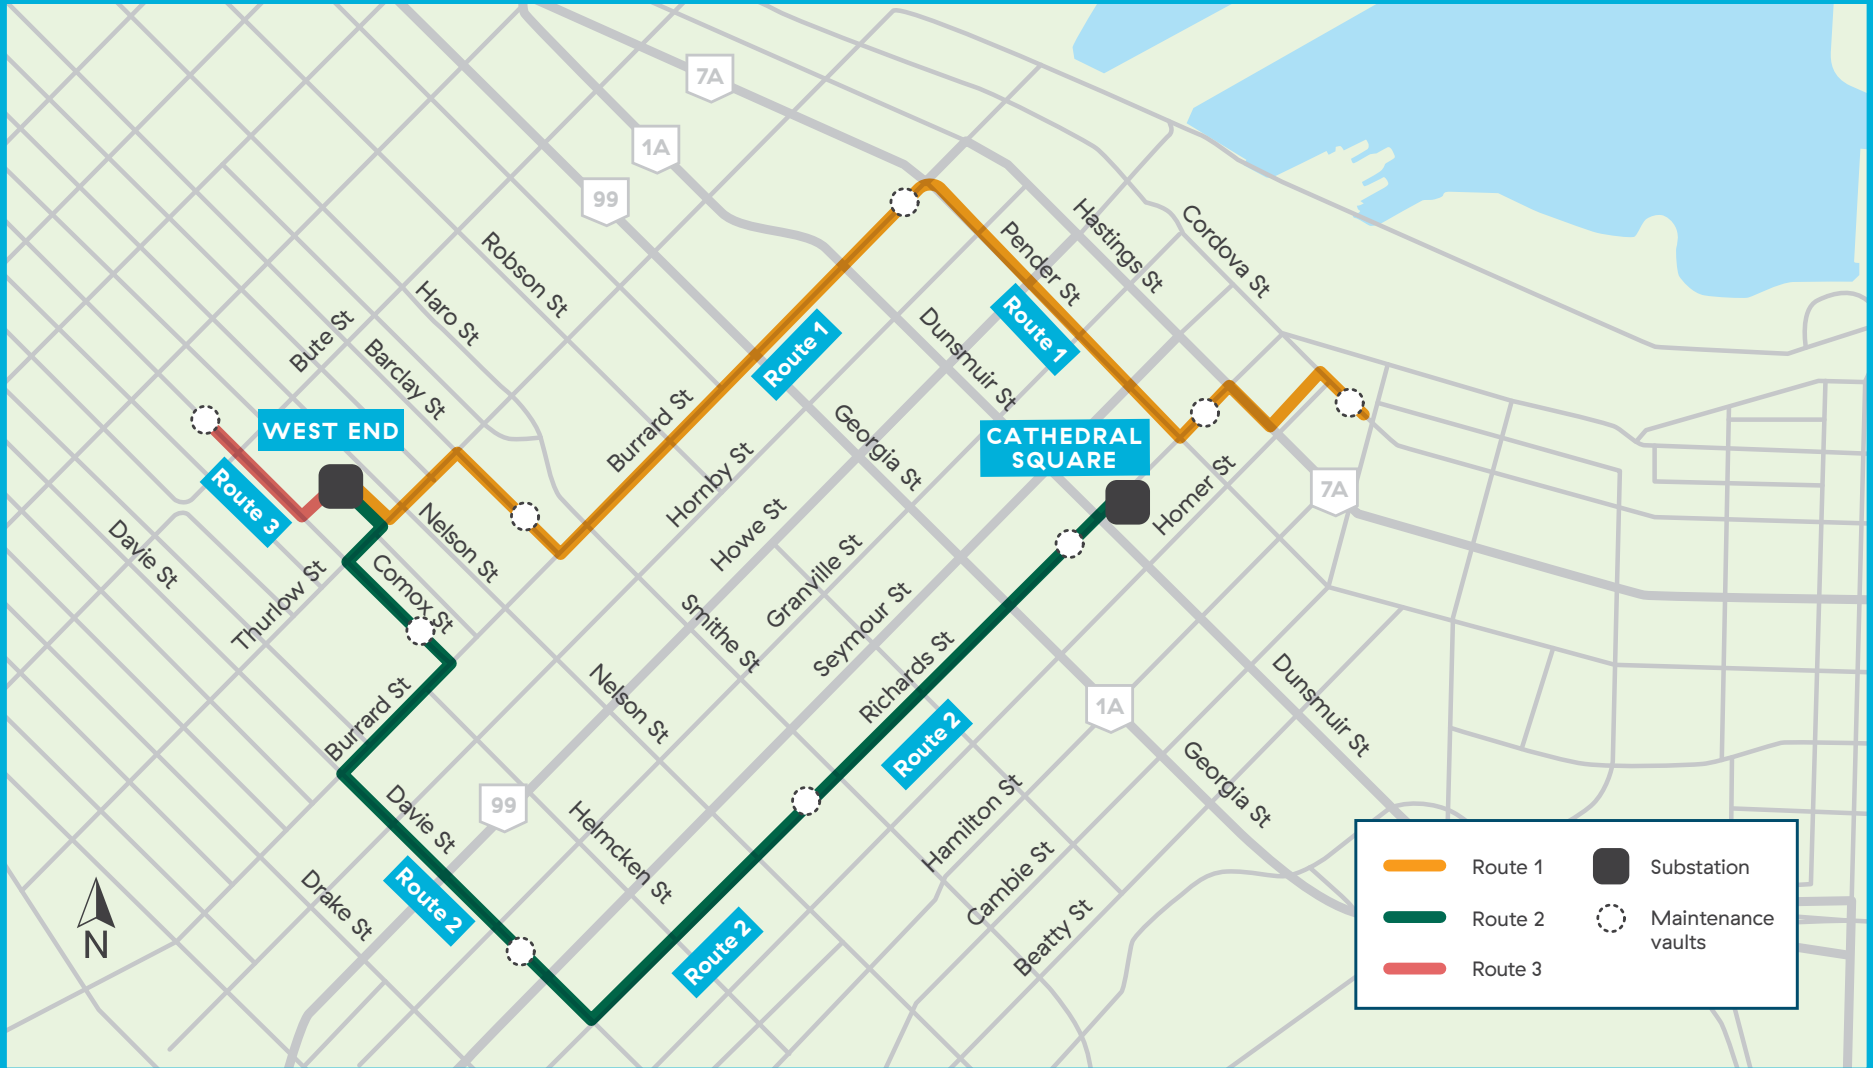 7A
1A
99
Cordova St
Hastings St
Pender St
Robson St
Haro St
Bute St
Barclay St
Route 1
Route 1
Dunsmuir St
Burrard St
Georgia St
WEST END
CATHEDRAL
SQUARE
Hornby St
Homer St
7A
Route 3
Nelson St
Howe St
Davie St
Thurlow St
Comox St
Granville St
Smithe St
Seymour St
Richards St
Nelson St
Dunsmuir St
Burrard St
1A
Route 2
Georgia St
99
Davie St
Helmcken St
Hamilton St
Cambie St
Beatty St
Drake St
Route 2
Route 2
N
Route 1
Substation
Route 2
Maintenance
vaults
Route 3